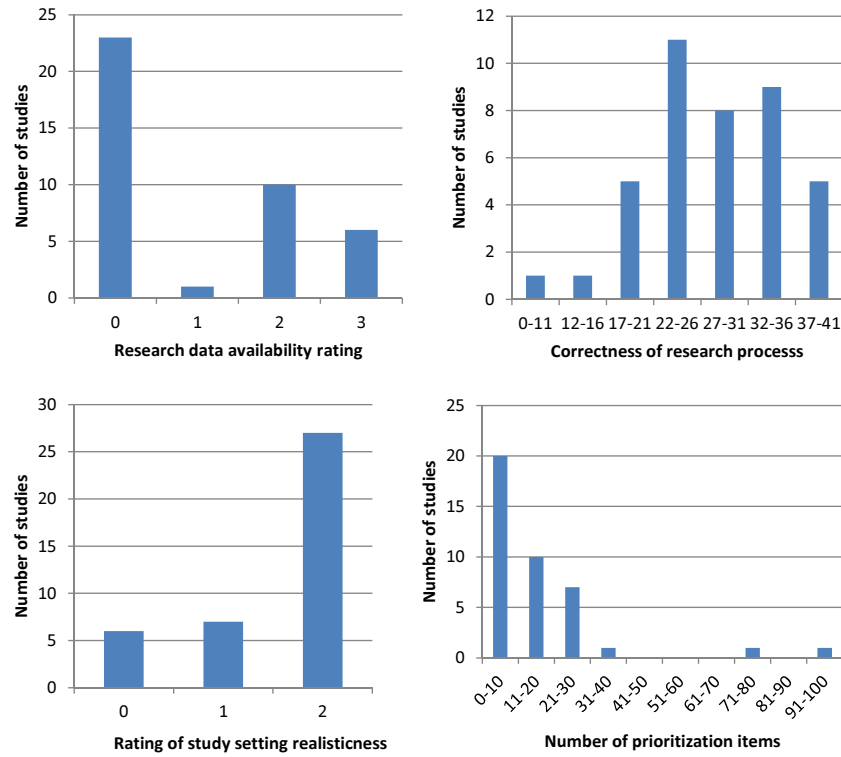 Number of studies
25
20
15
10
5
0
0 1 2 3
Research data availability rating
Number of studies
12
10
8
6
4
2
0
0-11 12-16 17-21 22-26 27-31 32-36 37-41
Correctness of research processs
Number of studies
30
25
20
15
10
5
0
0 1 2
Rating of study setting realisticness
Number of studies
25
20
15
10
5
0
0-10 11-20 21-30 31-40 41-50 51-60 61-70 71-80 81-90 91-100
Number of prioritization items